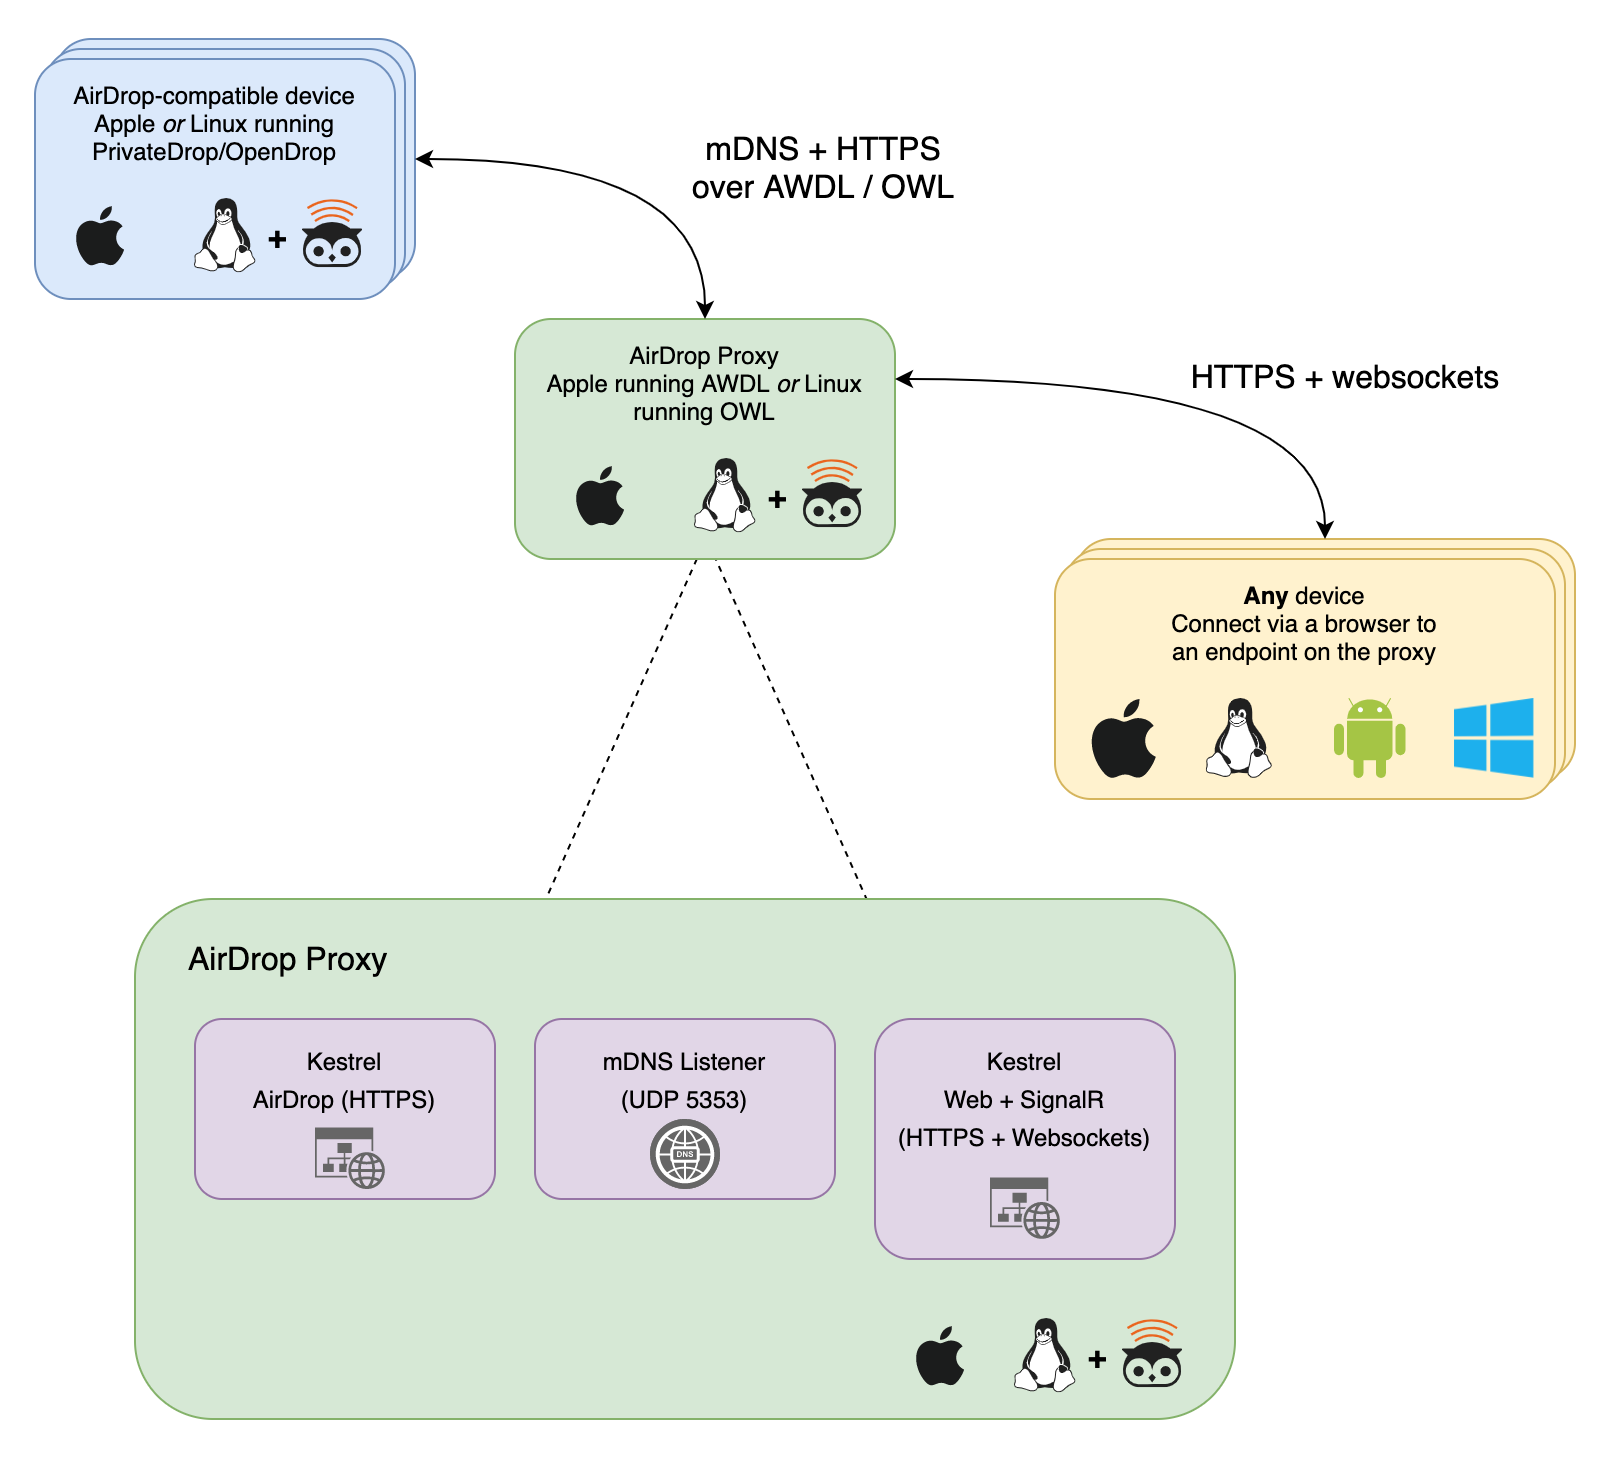 AirDrop-compatible device
Apple or Linux running
PrivateDrop/OpenDrop
+
mDNS + HTTPS
over AWDL / OWL
AirDrop Proxy
Apple running AWDL or Linux
running OWL
+
HTTPS + websockets
Any device
Connect via a browser to
an endpoint on the proxy
AirDrop Proxy
Kestrel
AirDrop (HTTPS)
mDNS Listener
(UDP 5353)
DNS
Kestrel
Web + SignalR
(HTTPS + Websockets)
+